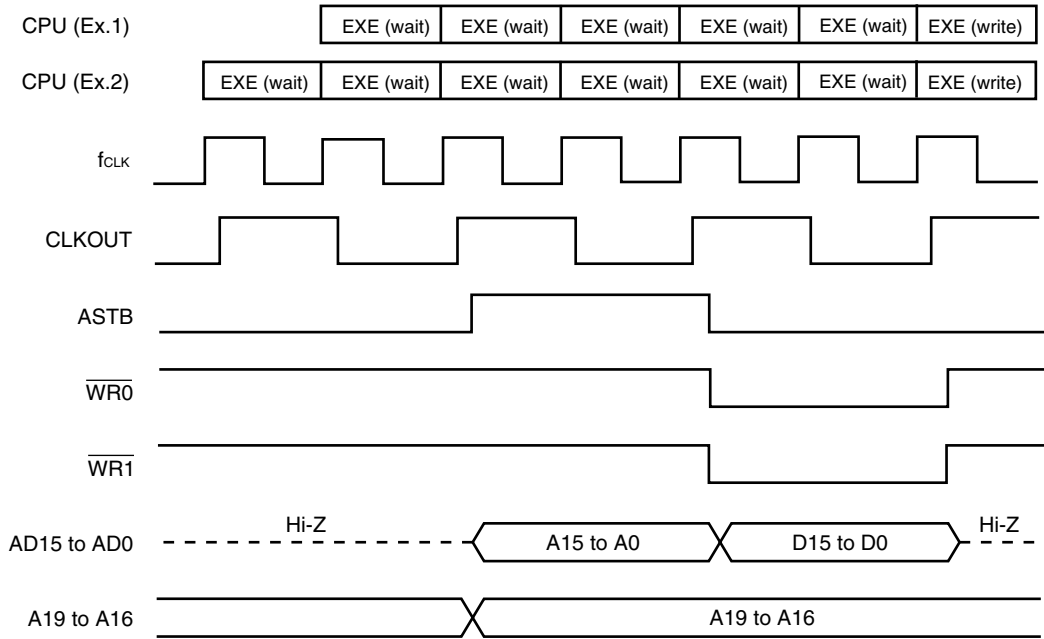 CPU (Ex.1) EXE (wait) EXE (wait) EXE (wait) EXE (wait) EXE (wait) EXE (write)
CPU (Ex.2) EXE (wait) EXE (wait) EXE (wait) EXE (wait) EXE (wait) EXE (wait) EXE (write)
fCLK
CLKOUT
ASTB
WR0
WR1
AD15 to AD0 Hi-Z A15 to A0 D15 to D0 Hi-Z
A19 to A16 A19 to A16